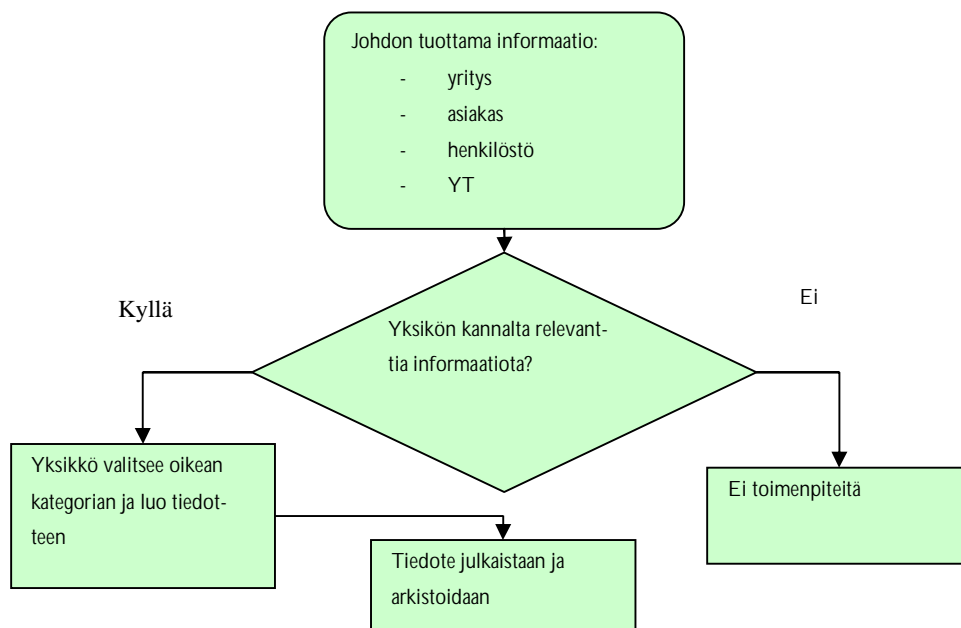 Johdon tuottama informaatio:
- yritys
- asiakas
- henkilöstö
- YT
Kyllä
Ei
Yksikön kannalta relevant-
tia informaatiota?
Yksikkö valitsee oikean
kategorian ja luo tiedot-
teen
Ei toimenpiteitä
Tiedote julkaistaan ja
arkistoidaan